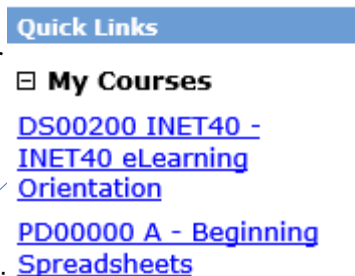 Quick Links
My Courses
DS00200 INET40 -
INET40 eLearning
Orientation
PD00000 A - Beginning
Spreadsheets